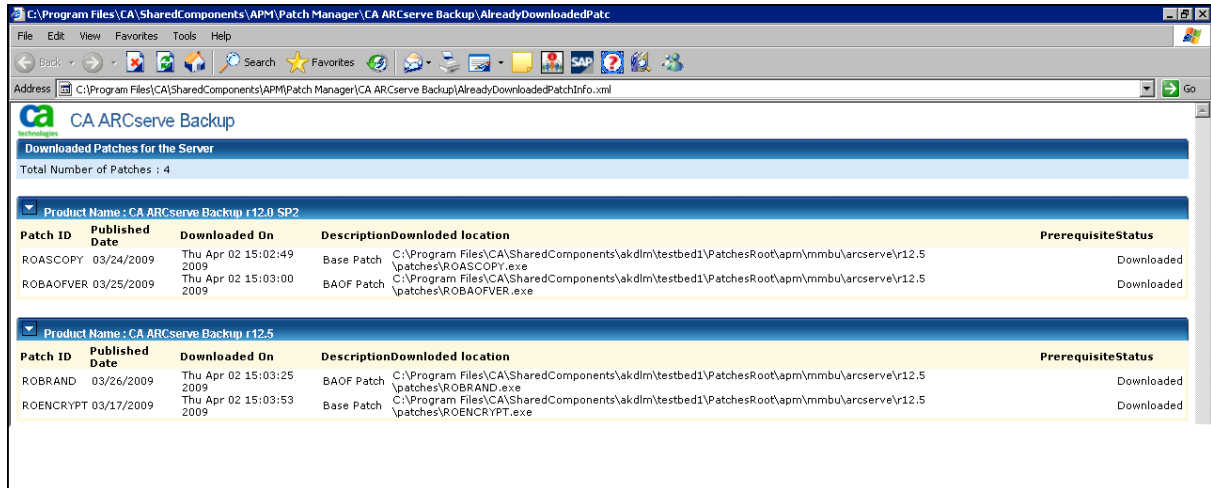 C:\Program Files\CA\SharedComponents\APM\Patch Manager\CA ARCserve Backup\AlreadyDownloadedPatc
File Edit View Favorites Tools Help
Back Search Favorites SAP
Address C:\Program Files\CA\SharedComponents\APM\Patch Manager\CA ARCserve Backup\AlreadyDownloadedPatchInfo.xml Go
ca technologies CA ARCserve Backup
Downloaded Patches for the Server
Total Number of Patches : 4
Product Name : CA ARCserve Backup r12.0 SP2
Patch ID Published Date Downloaded On DescriptionDownloded location PrerequisiteStatus
ROASCOPY 03/24/2009 Thu Apr 02 15:02:49 2009 Base Patch C:\Program Files\CA\SharedComponents\akdlm\testbed1\PatchesRoot\apm\mmbu\arcserve\r12.5 \patches\ROASCOPY.exe Downloaded
ROBAOFVER 03/25/2009 Thu Apr 02 15:03:00 2009 BAOF Patch C:\Program Files\CA\SharedComponents\akdlm\testbed1\PatchesRoot\apm\mmbu\arcserve\r12.5 \patches\ROBAOFVER.exe Downloaded
Product Name : CA ARCserve Backup r12.5
Patch ID Published Date Downloaded On DescriptionDownloded location PrerequisiteStatus
ROBRAND 03/26/2009 Thu Apr 02 15:03:25 2009 BAOF Patch C:\Program Files\CA\SharedComponents\akdlm\testbed1\PatchesRoot\apm\mmbu\arcserve\r12.5 \patches\ROBRAND.exe Downloaded
ROENCRYPT 03/17/2009 Thu Apr 02 15:03:53 2009 Base Patch C:\Program Files\CA\SharedComponents\akdlm\testbed1\PatchesRoot\apm\mmbu\arcserve\r12.5 \patches\ROENCRYPT.exe Downloaded